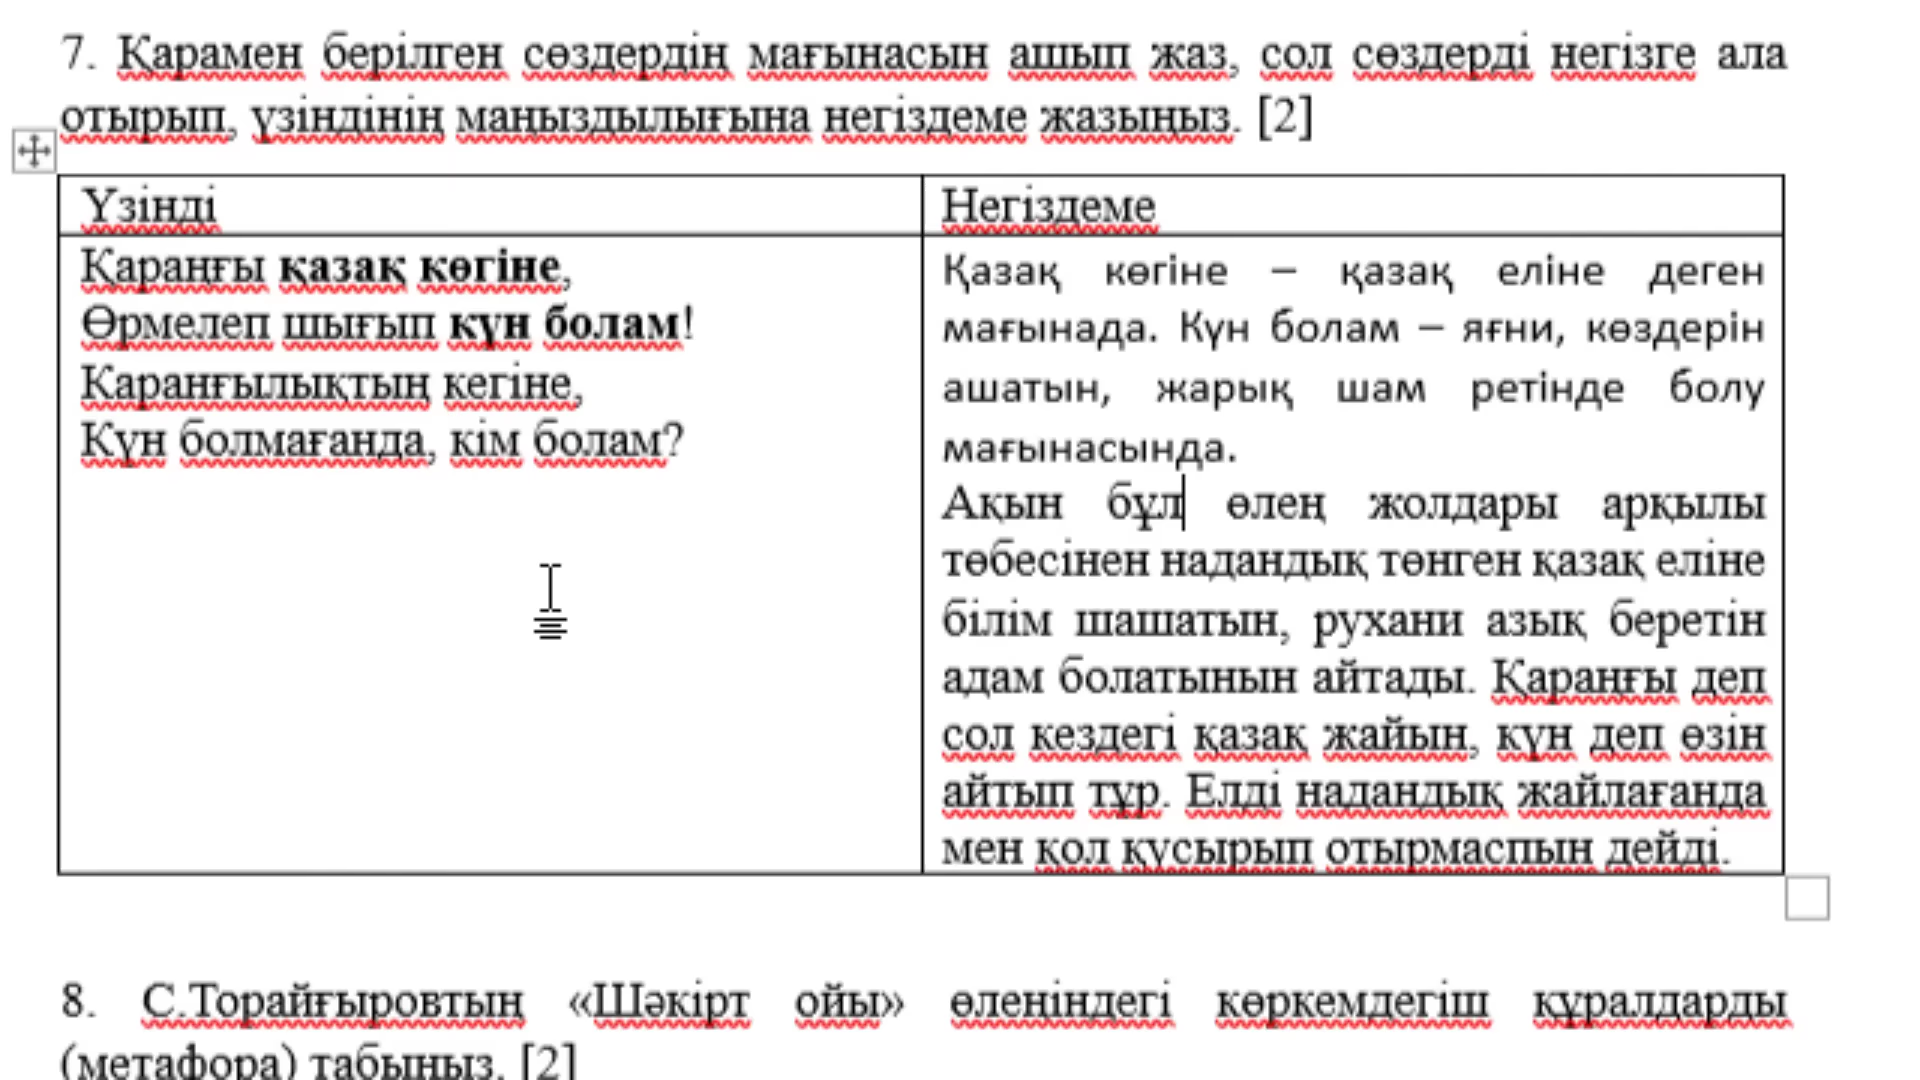 7. Қарамен берілген сөздердің мағынасын ашып жаз, сол сөздерді негізге ала
отырып, үзіндінің маңыздылығына негіздеме жазыңыз. [2]
Үзінді
Қараңғы қазақ көгіне,
Өрмелеп шығып күн болам!
Қараңғылықтың кегіне,
Күн болмағанда, кім болам?
Негіздеме
Қазақ көгіне – қазақ еліне деген
мағынада. Күн болам – яғни, көздерін
ашатын, жарық шам ретінде болу
мағынасында.
Ақын бұл өлең жолдары арқылы
төбесінен надандық төнген қазақ еліне
білім шашатын, рухани азық беретін
адам болатынын айтады. Қараңғы деп
сол кездегі қазақ жайын, күн деп өзін
айтып тұр. Елді надандық жайлағанда
мен қол құсырып отырмаспын дейді.
8. С.Торайғыровтың «Шәкірт ойы» өлеңіндегі көркемдегіш құралдарды
(метафора) табыңыз. [2]